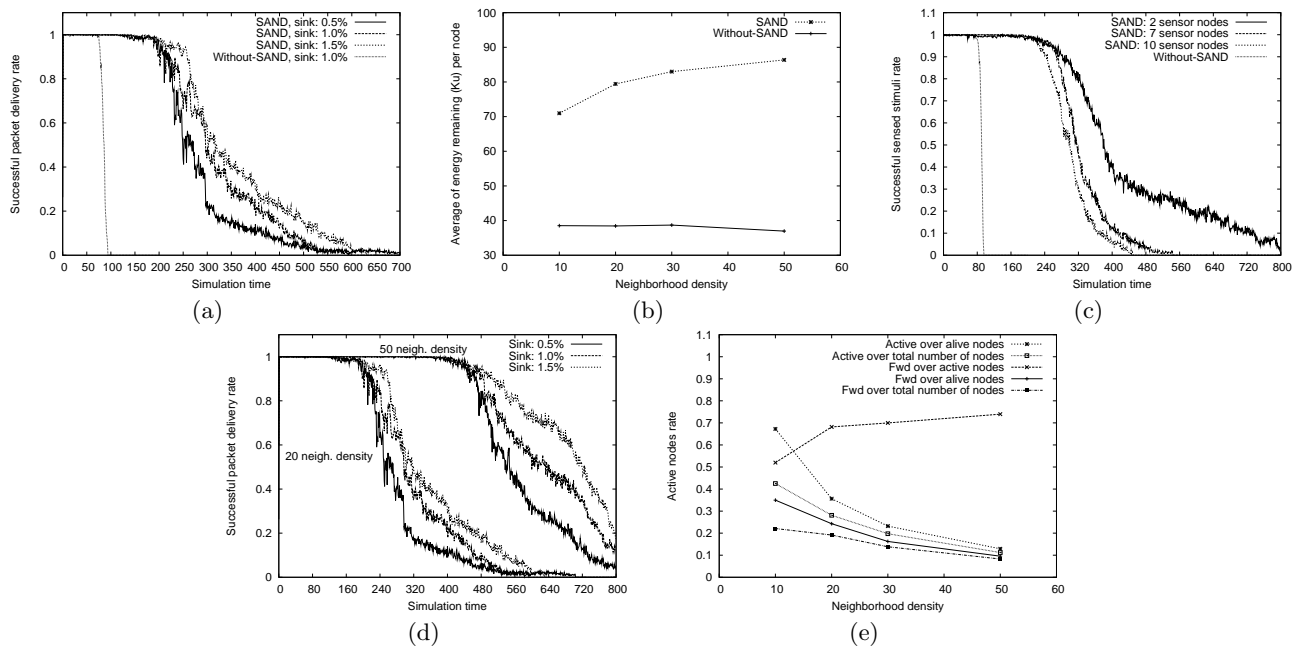 SAND, sink: 0.5%
SAND, sink: 1.0%
SAND, sink: 1.5%
Without-SAND, sink: 1.0%
1
0.8
0.6
0.4
0.2
0
0 50 100 150 200 250 300 350 400 450 500 550 600 650 700
Successful packet delivery rate
Simulation time
(a)
SAND
Without-SAND
100
90
80
70
60
50
40
30
0 10 20 30 40 50 60
Average of energy remaining (Ku) per node
Neighborhood density
(b)
SAND: 2 sensor nodes
SAND: 7 sensor nodes
SAND: 10 sensor nodes
Without-SAND
1.1
1
0.9
0.8
0.7
0.6
0.5
0.4
0.3
0.2
0.1
0
0 80 160 240 320 400 480 560 640 720 800
Successful sensed stimuli rate
Simulation time
(c)
50 neigh. density
20 neigh. density
Sink: 0.5%
Sink: 1.0%
Sink: 1.5%
1
0.8
0.6
0.4
0.2
0
0 80 160 240 320 400 480 560 640 720 800
Successful packet delivery rate
Simulation time
(d)
Active over alive nodes
Active over total number of nodes
Fwd over active nodes
Fwd over alive nodes
Fwd over total number of nodes
1.1
1
0.9
0.8
0.7
0.6
0.5
0.4
0.3
0.2
0.1
0
0 10 20 30 40 50 60
Active nodes rate
Neighborhood density
(e)